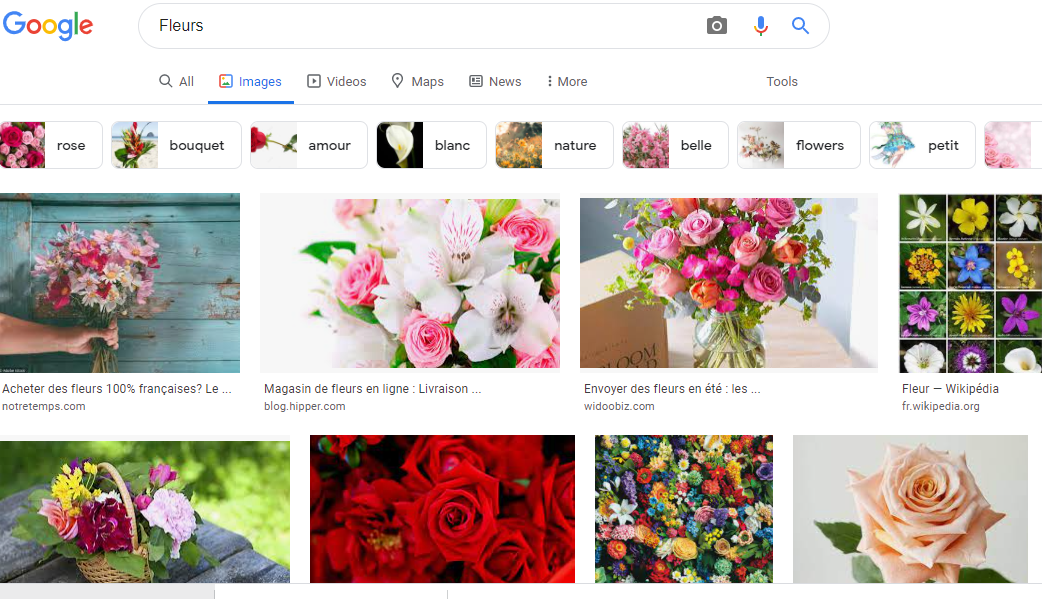 Google
Fleurs
All Images Videos Maps News More Tools
rose bouquet amour blanc nature belle flowers petit
Acheter des fleurs 100% françaises? Le ... Magasin de fleurs en ligne : Livraison ... Envoyer des fleurs en été : les ... Fleur — Wikipédia
notretemps.com blog.hipper.com widoobiz.com fr.wikipedia.org